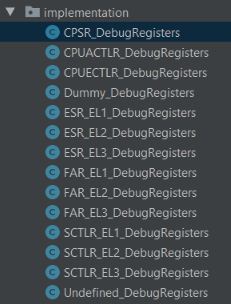 implementation
C CPSR_DebugRegisters
C CPUACTLR_DebugRegisters
C CPUECTLR_DebugRegisters
C Dummy_DebugRegisters
C ESR_EL1_DebugRegisters
C ESR_EL2_DebugRegisters
C ESR_EL3_DebugRegisters
C FAR_EL1_DebugRegisters
C FAR_EL2_DebugRegisters
C FAR_EL3_DebugRegisters
C SCTLR_EL1_DebugRegisters
C SCTLR_EL2_DebugRegisters
C SCTLR_EL3_DebugRegisters
C Undefined_DebugRegisters